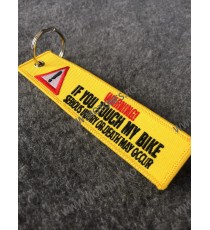 WARNING!
IF YOU TOUCH MY BIKE
SERIOUS INJURY OR DEATH MAY OCCUR